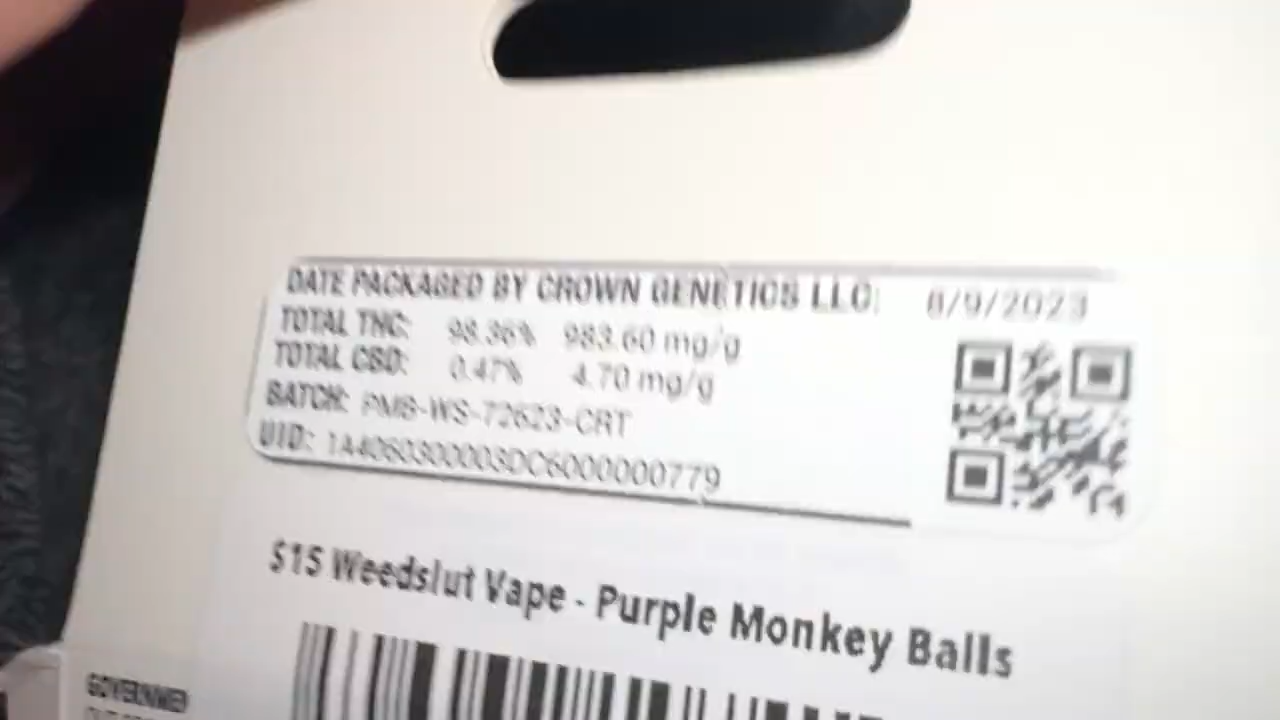 DATE PACKAGED BY CROWN GENETICS LLC: 8/9/2023
TOTAL THC: 98.36% 983.60 mg/g
TOTAL CBD: 0.47% 4.70 mg/g
BATCH: PMB-WS-72623-CRT
UID: 1A4060300003DC6000000779
$15 Weedslut Vape - Purple Monkey Balls